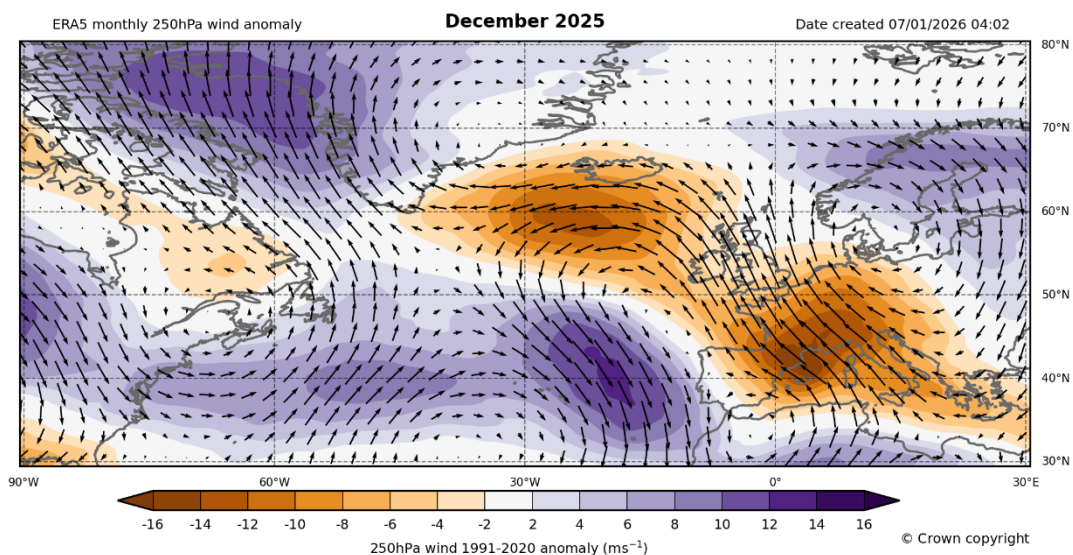 ERA5 monthly 250hPa wind anomaly
December 2025
Date created 07/01/2026 04:02
80°N
70°N
60°N
50°N
40°N
30°N
90°W 60°W 30°W 0° 30°E
-16 -14 -12 -10 -8 -6 -4 -2 2 4 6 8 10 12 14 16
250hPa wind 1991-2020 anomaly (ms⁻¹)
© Crown copyright